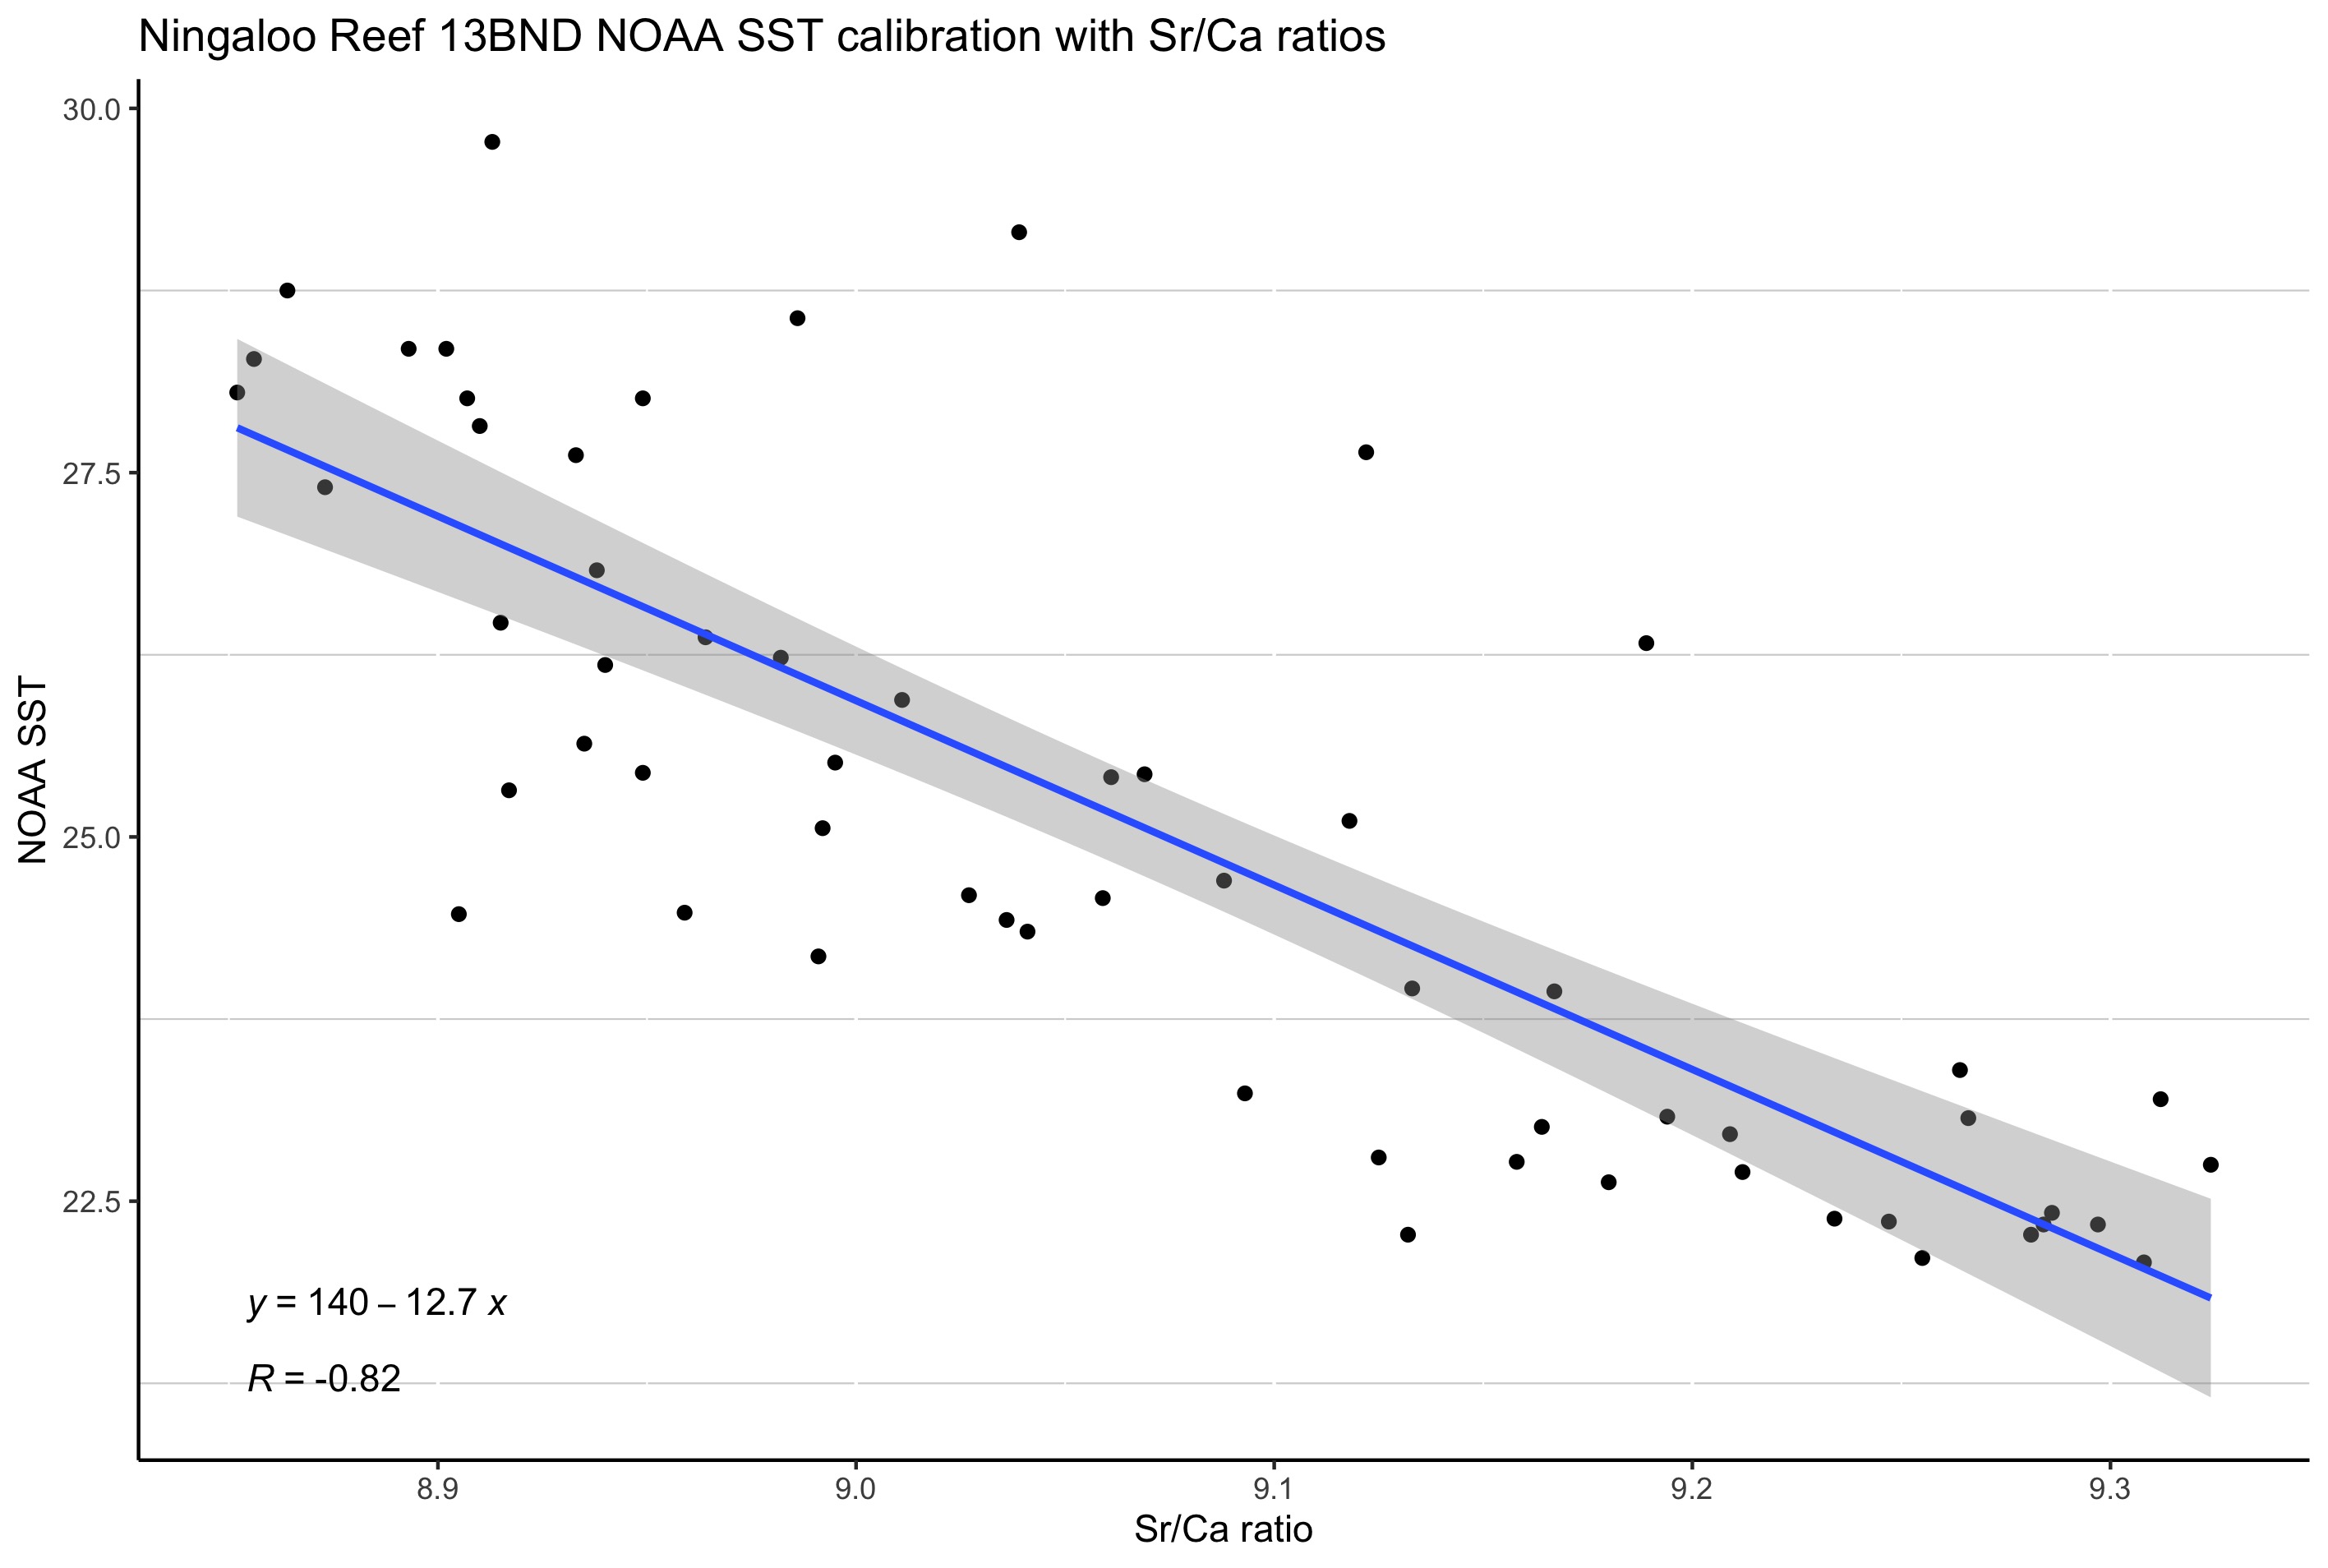 Ningaloo Reef 13BND NOAA SST calibration with Sr/Ca ratios
30.0
27.5
25.0
22.5
NOAA SST
y = 140 – 12.7 x
R = -0.82
8.9 9.0 9.1 9.2 9.3
Sr/Ca ratio